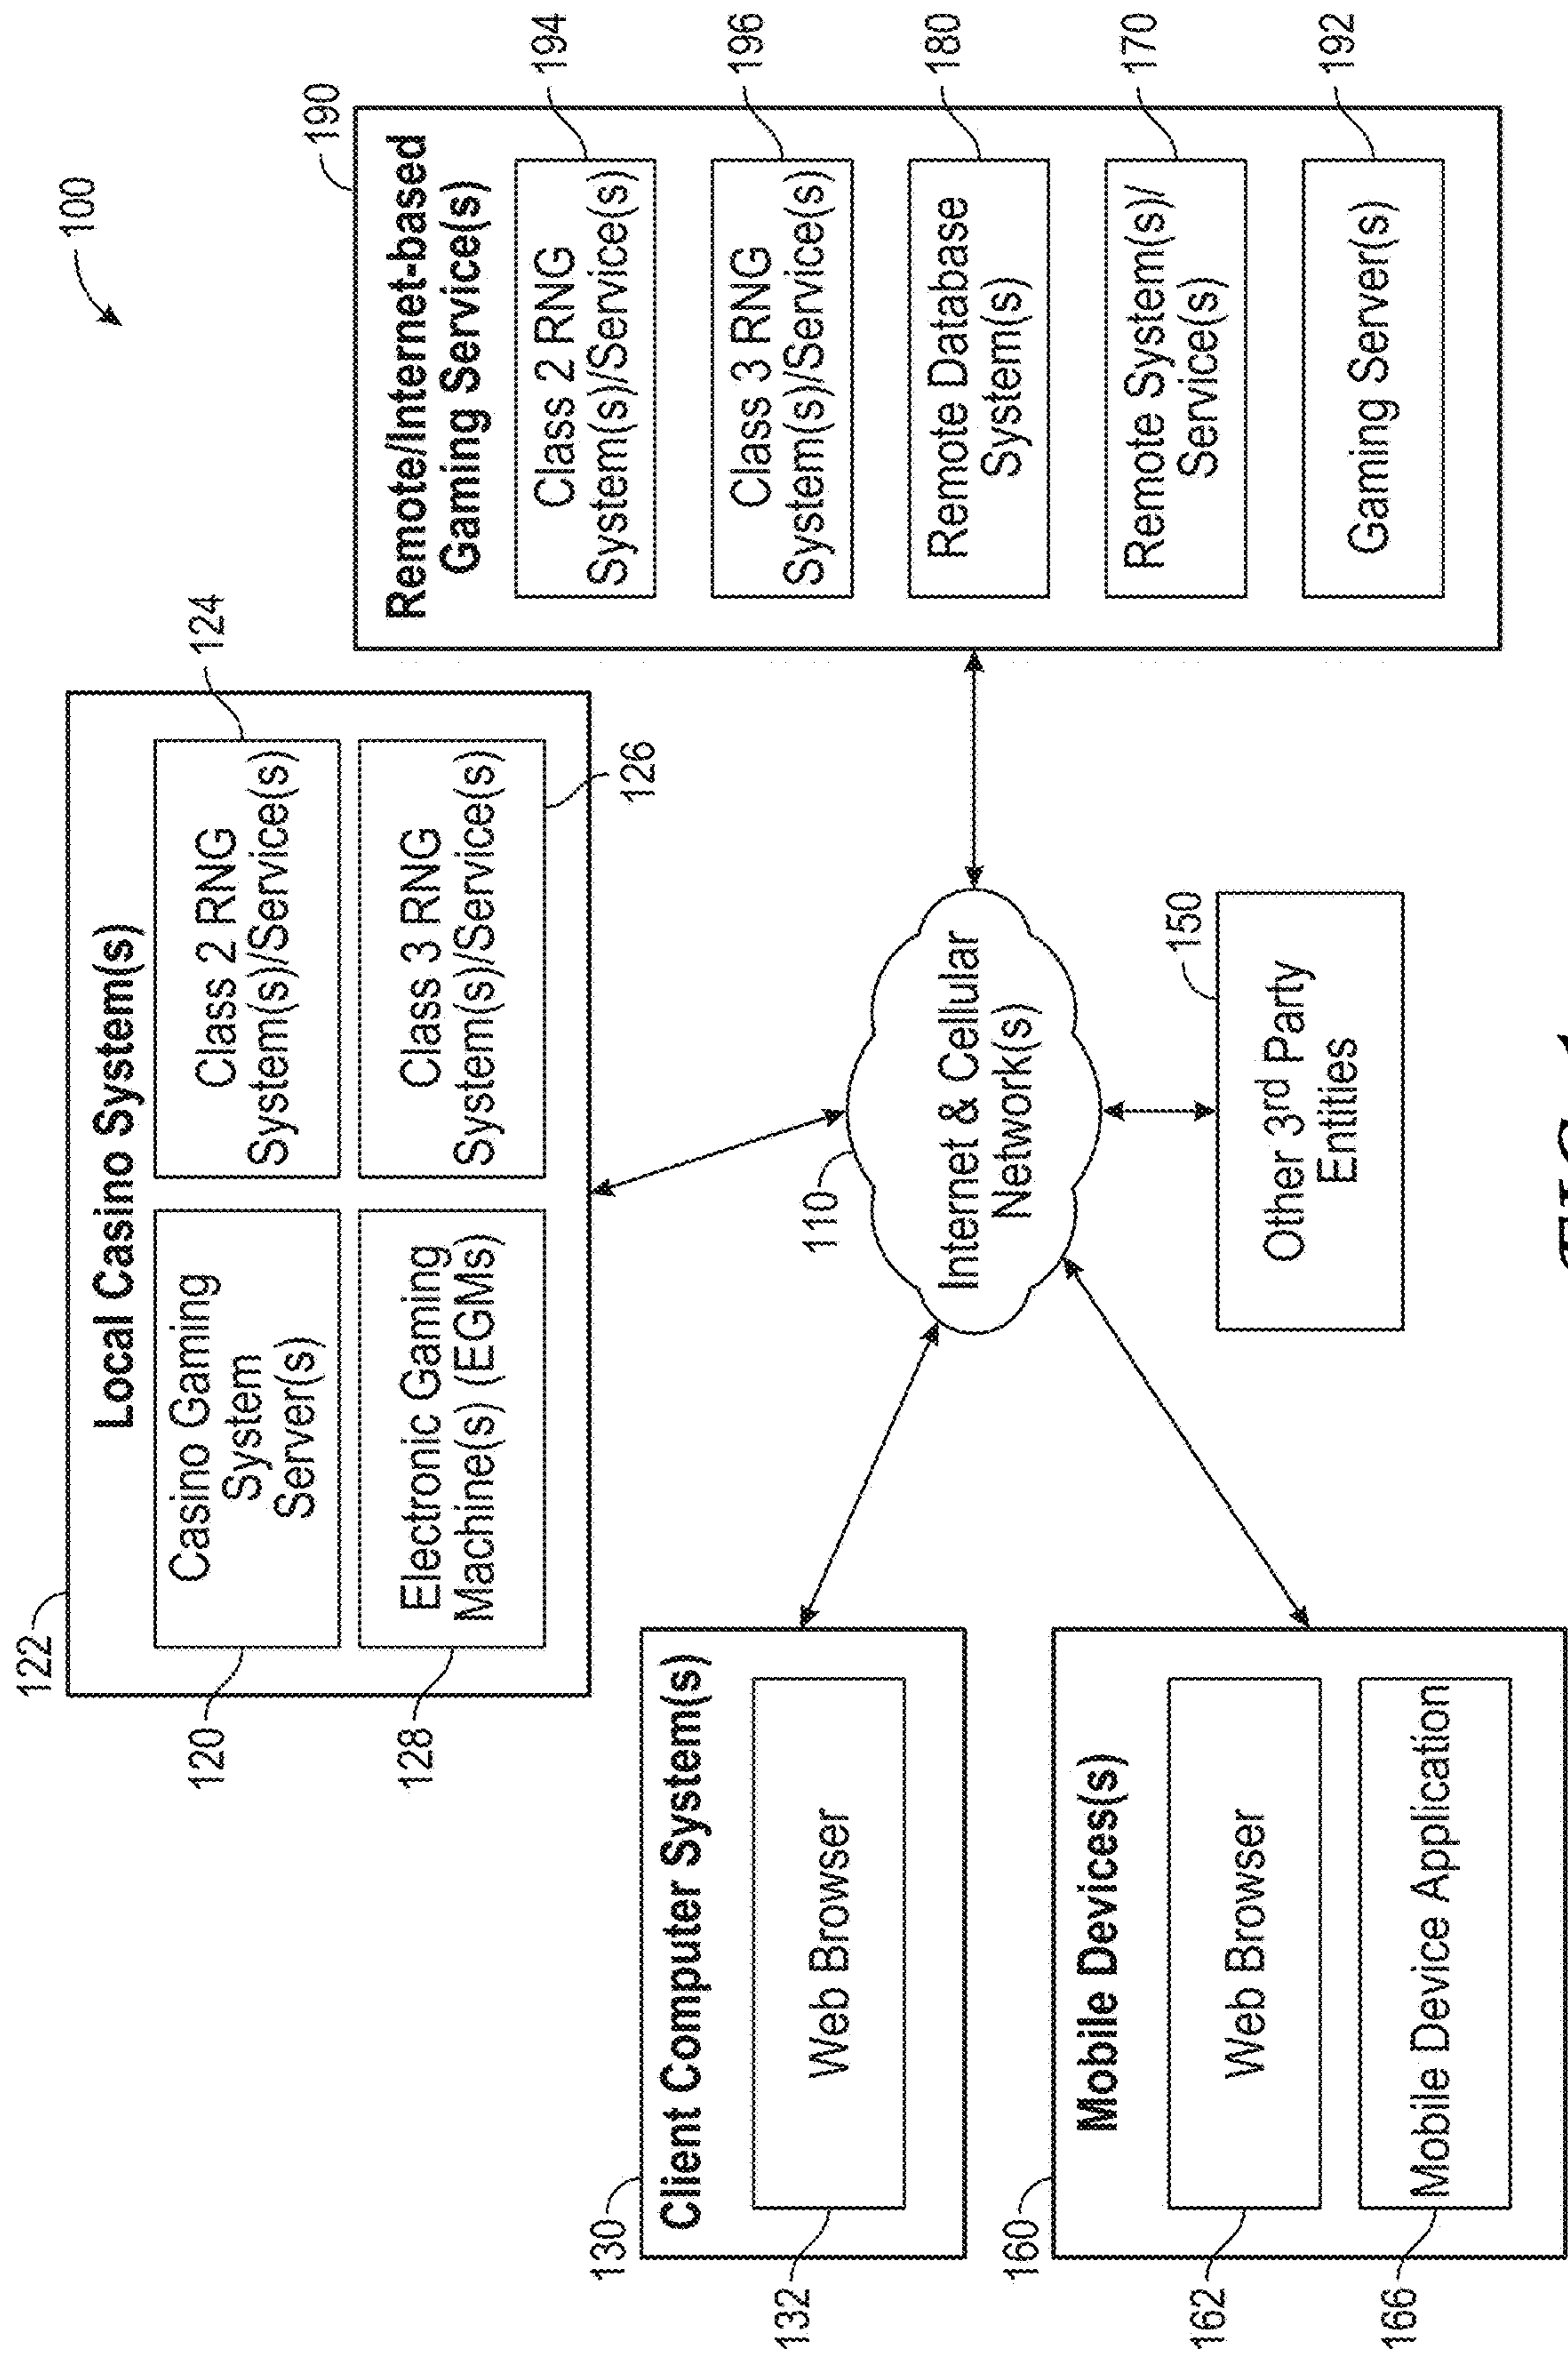 100
122
Local Casino System(s)
Casino Gaming
System
Server(s)
120
Class 2 RNG
System(s)/Service(s)
124
Electronic Gaming
Machine(s) (EGMs)
128
Class 3 RNG
System(s)/Service(s)
126
190
Remote/Internet-based
Gaming Service(s)
Class 2 RNG
System(s)/Service(s)
194
Class 3 RNG
System(s)/Service(s)
196
Remote Database
System(s)
180
Remote System(s)/
Service(s)
170
Gaming Server(s)
192
130
Client Computer System(s)
Web Browser
132
110
Internet & Cellular
Network(s)
160
Mobile Devices(s)
Web Browser
162
Mobile Device Application
166
150
Other 3rd Party
Entities